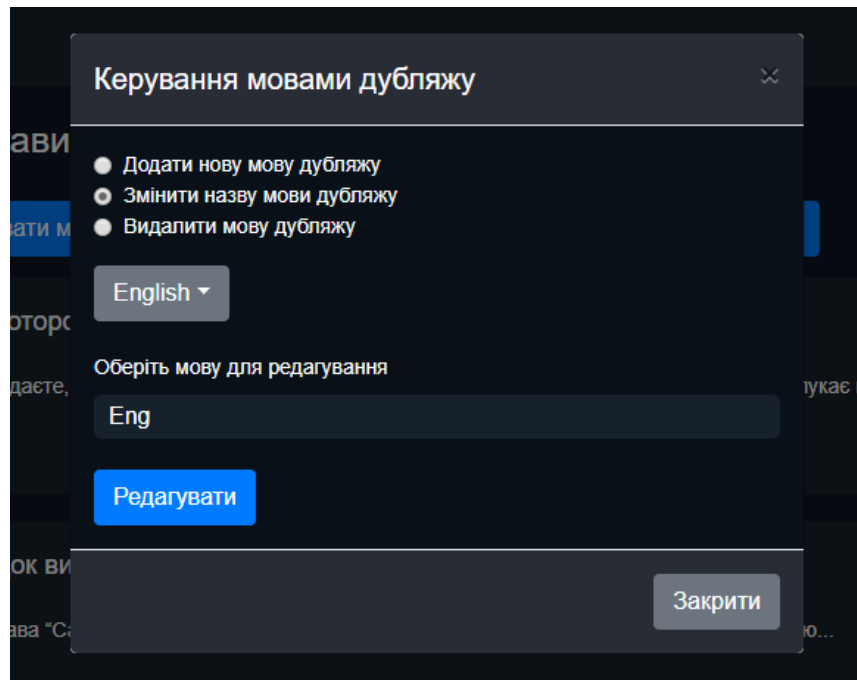 Керування мовами дубляжу
Додати нову мову дубляжу
Змінити назву мови дубляжу
Видалити мову дубляжу
English
Оберіть мову для редагування
Eng
Редагувати
Закрити